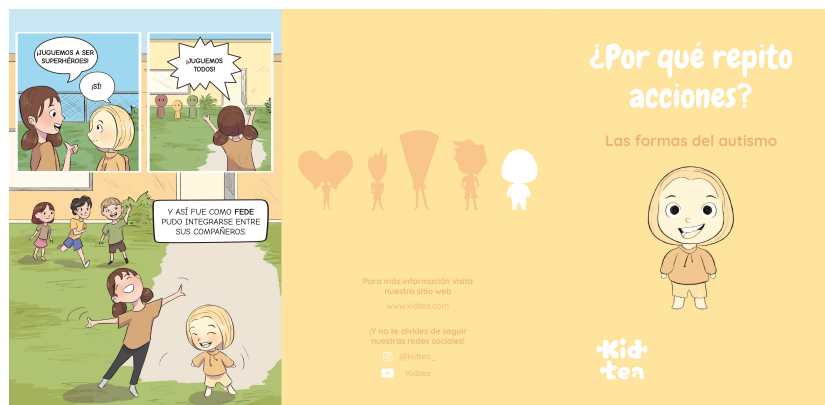 ¡JUGUEMOS A SER
SUPERHÉROES!
¡SÍ!
¡JUGUEMOS
TODOS!
Y ASÍ FUE COMO FEDE
PUDO INTEGRARSE ENTRE
SUS COMPAÑEROS.
Para más información visita
nuestro sitio web
www.kidtea.com
¡Y no te olvides de seguir
nuestras redes sociales!
@kidtea_
Kidtea
¿Por qué repito
acciones?
Las formas del autismo
Kid
tea